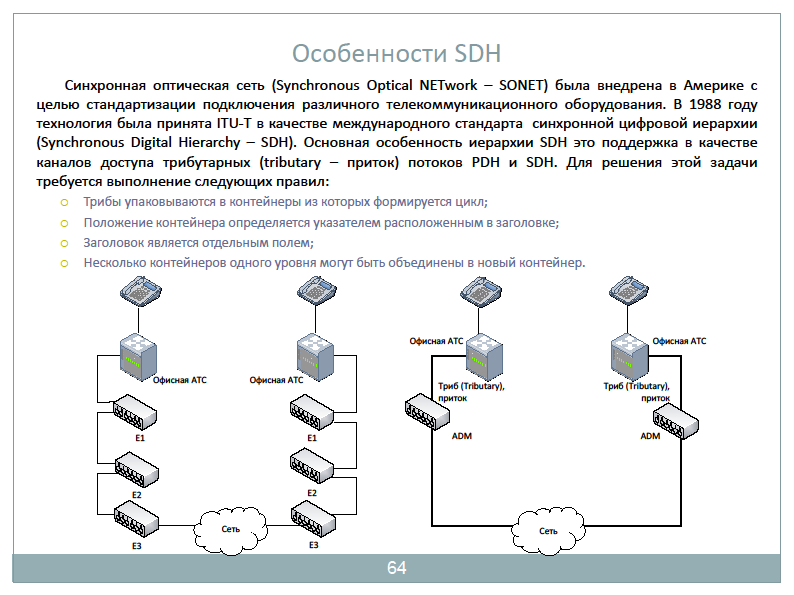 Особенности SDH
Синхронная оптическая сеть (Synchronous Optical NETwork – SONET) была внедрена в Америке с
целью стандартизации подключения различного телекоммуникационного оборудования. В 1988 году
технология была принята ITU-T в качестве международного стандарта синхронной цифровой иерархии
(Synchronous Digital Hierarchy – SDH). Основная особенность иерархии SDH это поддержка в качестве
каналов доступа трибутарных (tributary – приток) потоков PDH и SDH. Для решения этой задачи
требуется выполнение следующих правил:
Трибы упаковываются в контейнеры из которых формируется цикл;
Положение контейнера определяется указателем расположенным в заголовке;
Заголовок является отдельным полем;
Несколько контейнеров одного уровня могут быть объединены в новый контейнер.
Офисная АТС
E1
E2
E3
Сеть
Офисная АТС
E1
E2
E3
Офисная АТС
Триб (Tributary),
приток
ADM
Сеть
Офисная АТС
Триб (Tributary),
приток
ADM
64